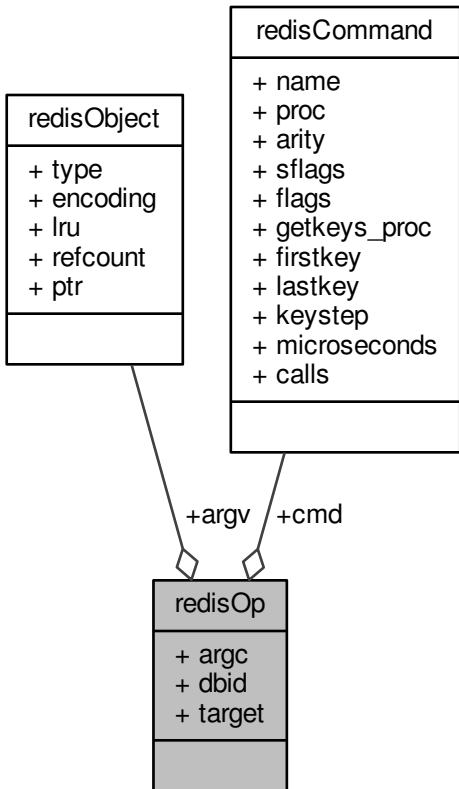 redisCommand
+ name
+ proc
+ arity
+ sflags
+ flags
+ getkeys_proc
+ firstkey
+ lastkey
+ keystep
+ microseconds
+ calls
redisObject
+ type
+ encoding
+ lru
+ refcount
+ ptr
+argv
+cmd
redisOp
+ argc
+ dbid
+ target